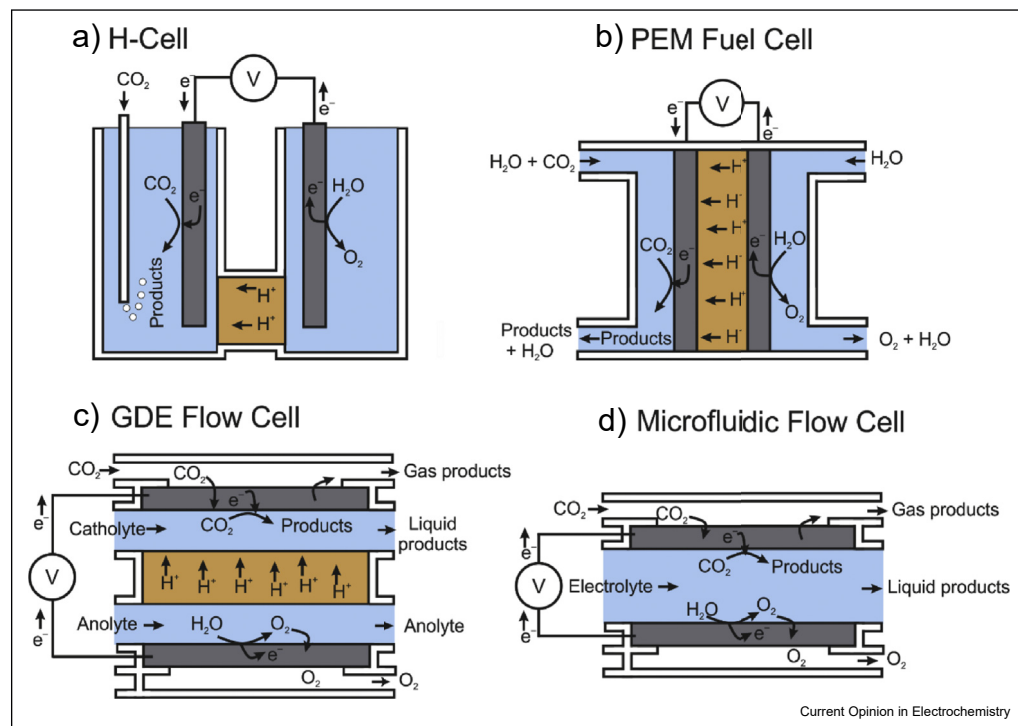 a) H-Cell
CO₂
e⁻
V
e⁻
CO₂
e⁻
Products
H⁺
H⁺
e⁻
H₂O
O₂
b) PEM Fuel Cell
e⁻
V
e⁻
H₂O + CO₂
H₂O
H⁺
H⁻
H⁺
H⁻
H⁺
H⁻
CO₂
e⁻
e⁻
H₂O
O₂
Products
+ H₂O
Products
O₂ + H₂O
c) GDE Flow Cell
CO₂
CO₂
Gas products
e⁻
e⁻
Catholyte
CO₂
Products
Liquid
products
V
H⁺ H⁺ H⁺ H⁺ H⁺ H⁺
Anolyte
H₂O
O₂
Anolyte
e⁻
e⁻
O₂
O₂
d) Microfluidic Flow Cell
CO₂
CO₂
Gas products
e⁻
e⁻
CO₂
Products
V
Electrolyte
Liquid products
H₂O
O₂
e⁻
e⁻
O₂
O₂
Current Opinion in Electrochemistry